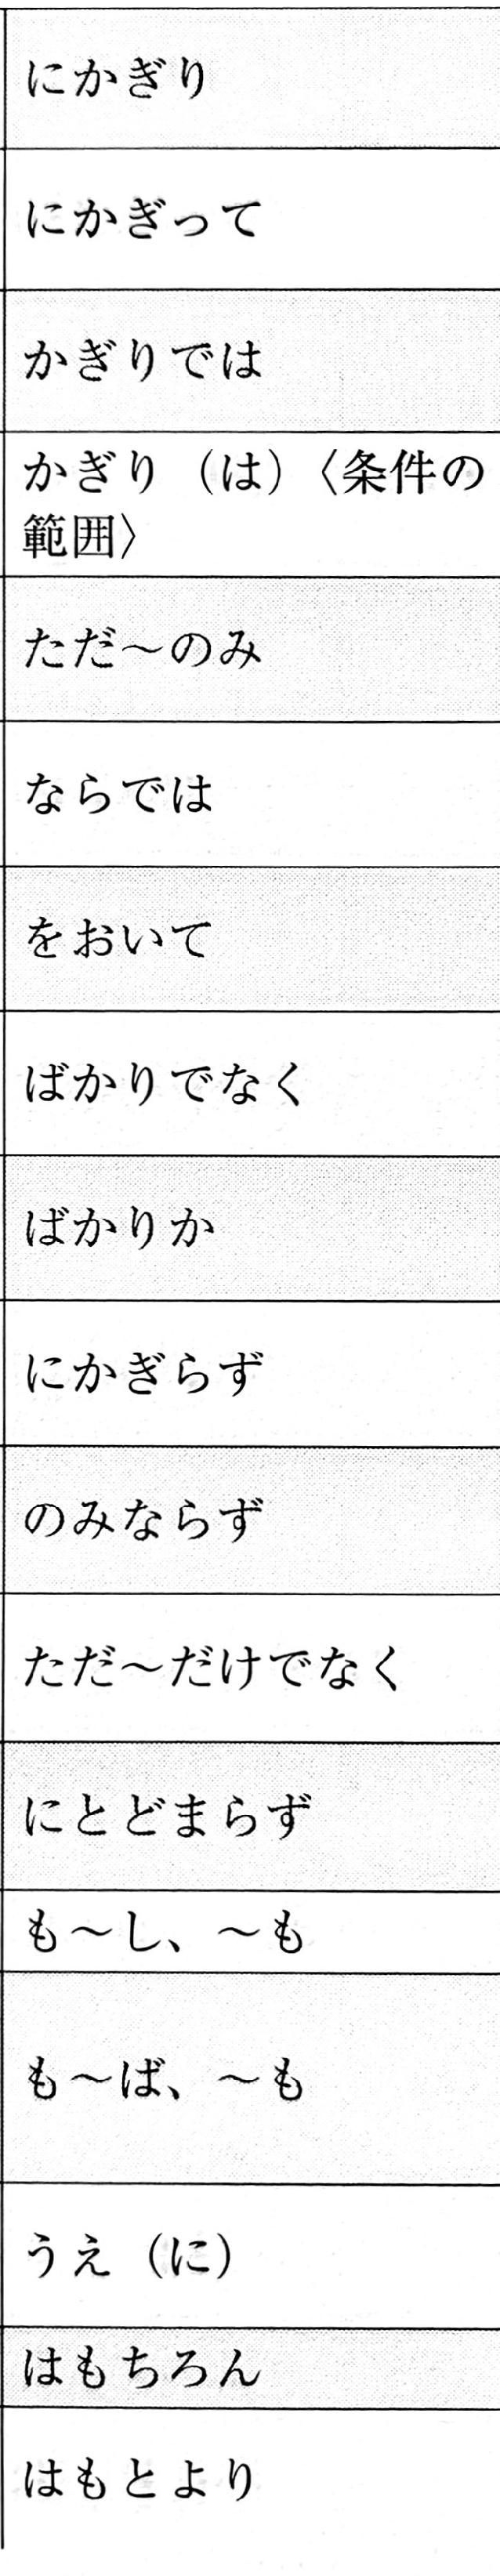 にかぎり
にかぎって
かぎりでは
かぎり（は）〈条件の
範囲〉
ただ～のみ
ならでは
をおいて
ばかりでなく
ばかりか
にかぎらず
のみならず
ただ～だけでなく
にとどまらず
も～し、～も
も～ば、～も
うえ（に）
はもちろん
はもとより